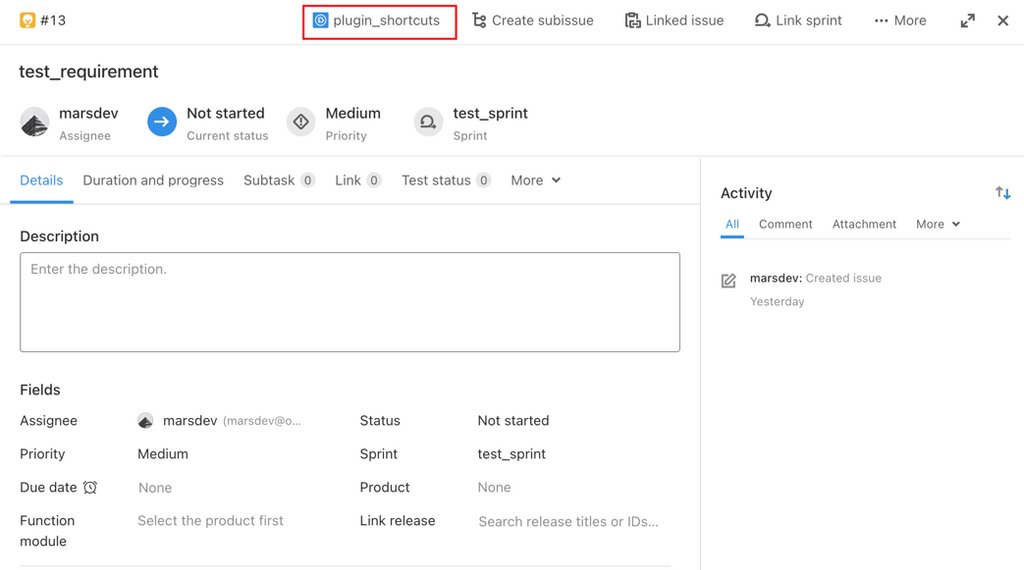 #13 plugin_shortcuts Create subissue Linked issue Link sprint More
test_requirement
marsdev Not started Medium test_sprint
Assignee Current status Priority Sprint
Details Duration and progress Subtask 0 Link 0 Test status 0 More
Activity
All Comment Attachment More
Description
Enter the description.
marsdev: Created issue
Yesterday
Fields
Assignee marsdev (marsdev@o... Status Not started
Priority Medium Sprint test_sprint
Due date None Product None
Function module Select the product first Link release Search release titles or IDs...